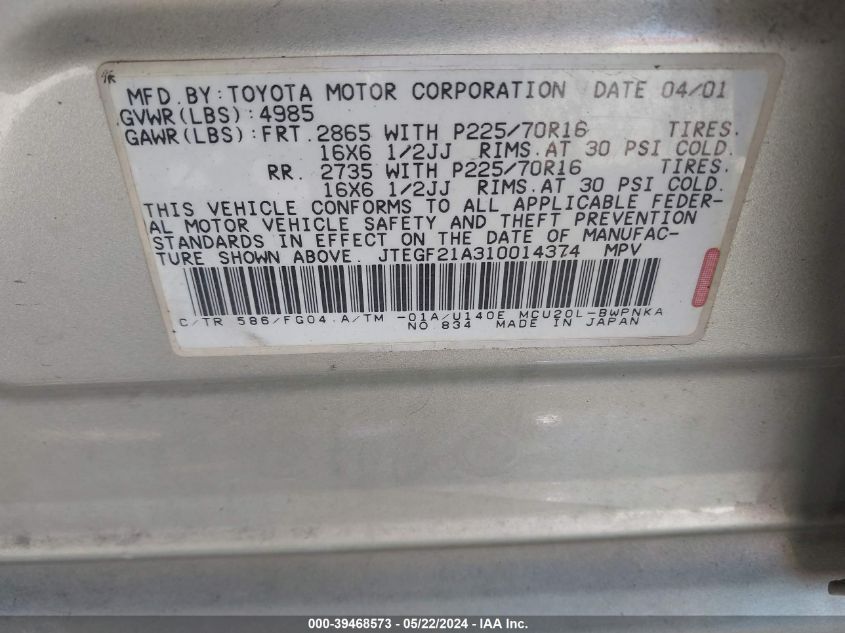 MFD. BY: TOYOTA MOTOR CORPORATION DATE 04/01
GVWR(LBS):4985
GAWR(LBS):FRT. 2865 WITH P225/70R16 TIRES.
16X6 1/2JJ RIMS.AT 30 PSI COLD.
RR. 2735 WITH P225/70R16 TIRES.
16X6 1/2JJ RIMS.AT 30 PSI COLD.
THIS VEHICLE CONFORMS TO ALL APPLICABLE FEDER-
AL MOTOR VEHICLE SAFETY AND THEFT PREVENTION
STANDARDS IN EFFECT ON THE DATE OF MANUFAC-
TURE SHOWN ABOVE. JTEGF21A310014374 MPV
C/TR 586/FG04 A/TM -01A/U140E MCU20L-BWPNKA
NO 834 MADE IN JAPAN
000-39468573 - 05/22/2024 - IAA Inc.